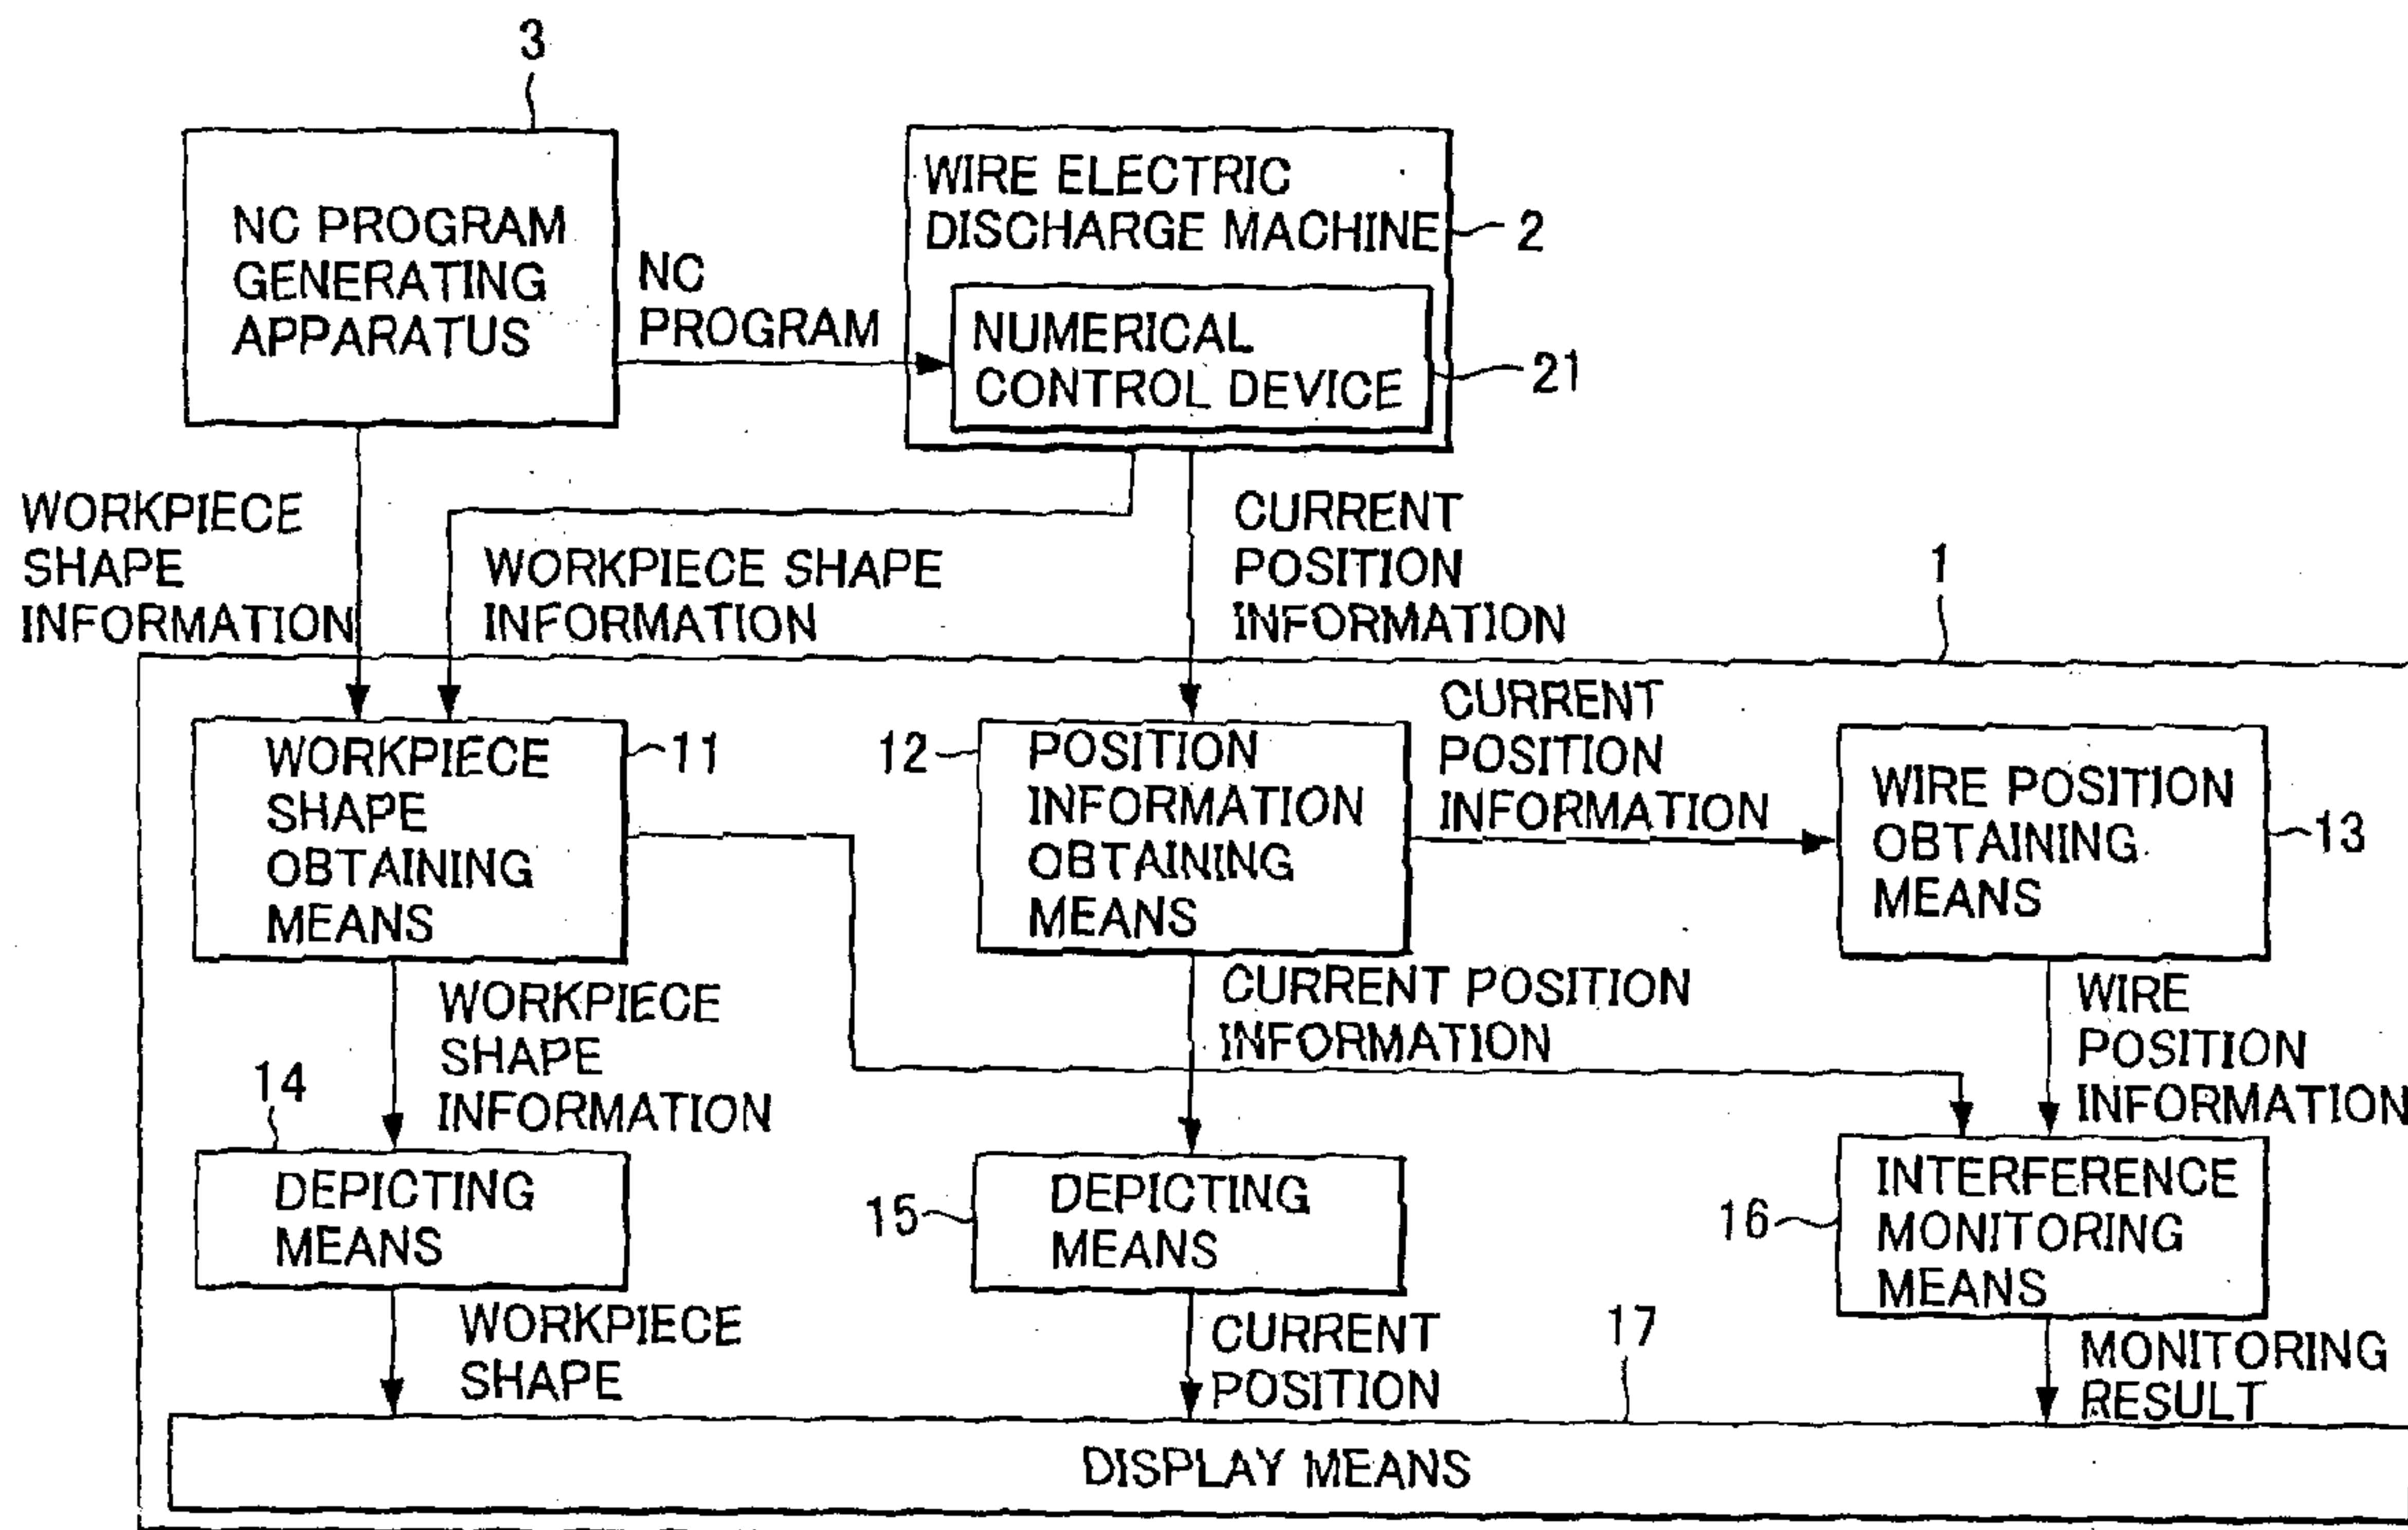 3
NC PROGRAM
GENERATING
APPARATUS
NC
PROGRAM
WIRE ELECTRIC
DISCHARGE MACHINE
2
NUMERICAL
CONTROL DEVICE
21
WORKPIECE
SHAPE
INFORMATION
WORKPIECE SHAPE
INFORMATION
CURRENT
POSITION
INFORMATION
1
WORKPIECE
SHAPE
OBTAINING
MEANS
11
12
POSITION
INFORMATION
OBTAINING
MEANS
CURRENT
POSITION
INFORMATION
WIRE POSITION
OBTAINING
MEANS
13
WORKPIECE
SHAPE
INFORMATION
CURRENT POSITION
INFORMATION
WIRE
POSITION
INFORMATION
14
DEPICTING
MEANS
15
DEPICTING
MEANS
16
INTERFERENCE
MONITORING
MEANS
WORKPIECE
SHAPE
CURRENT
POSITION
17
MONITORING
RESULT
DISPLAY MEANS